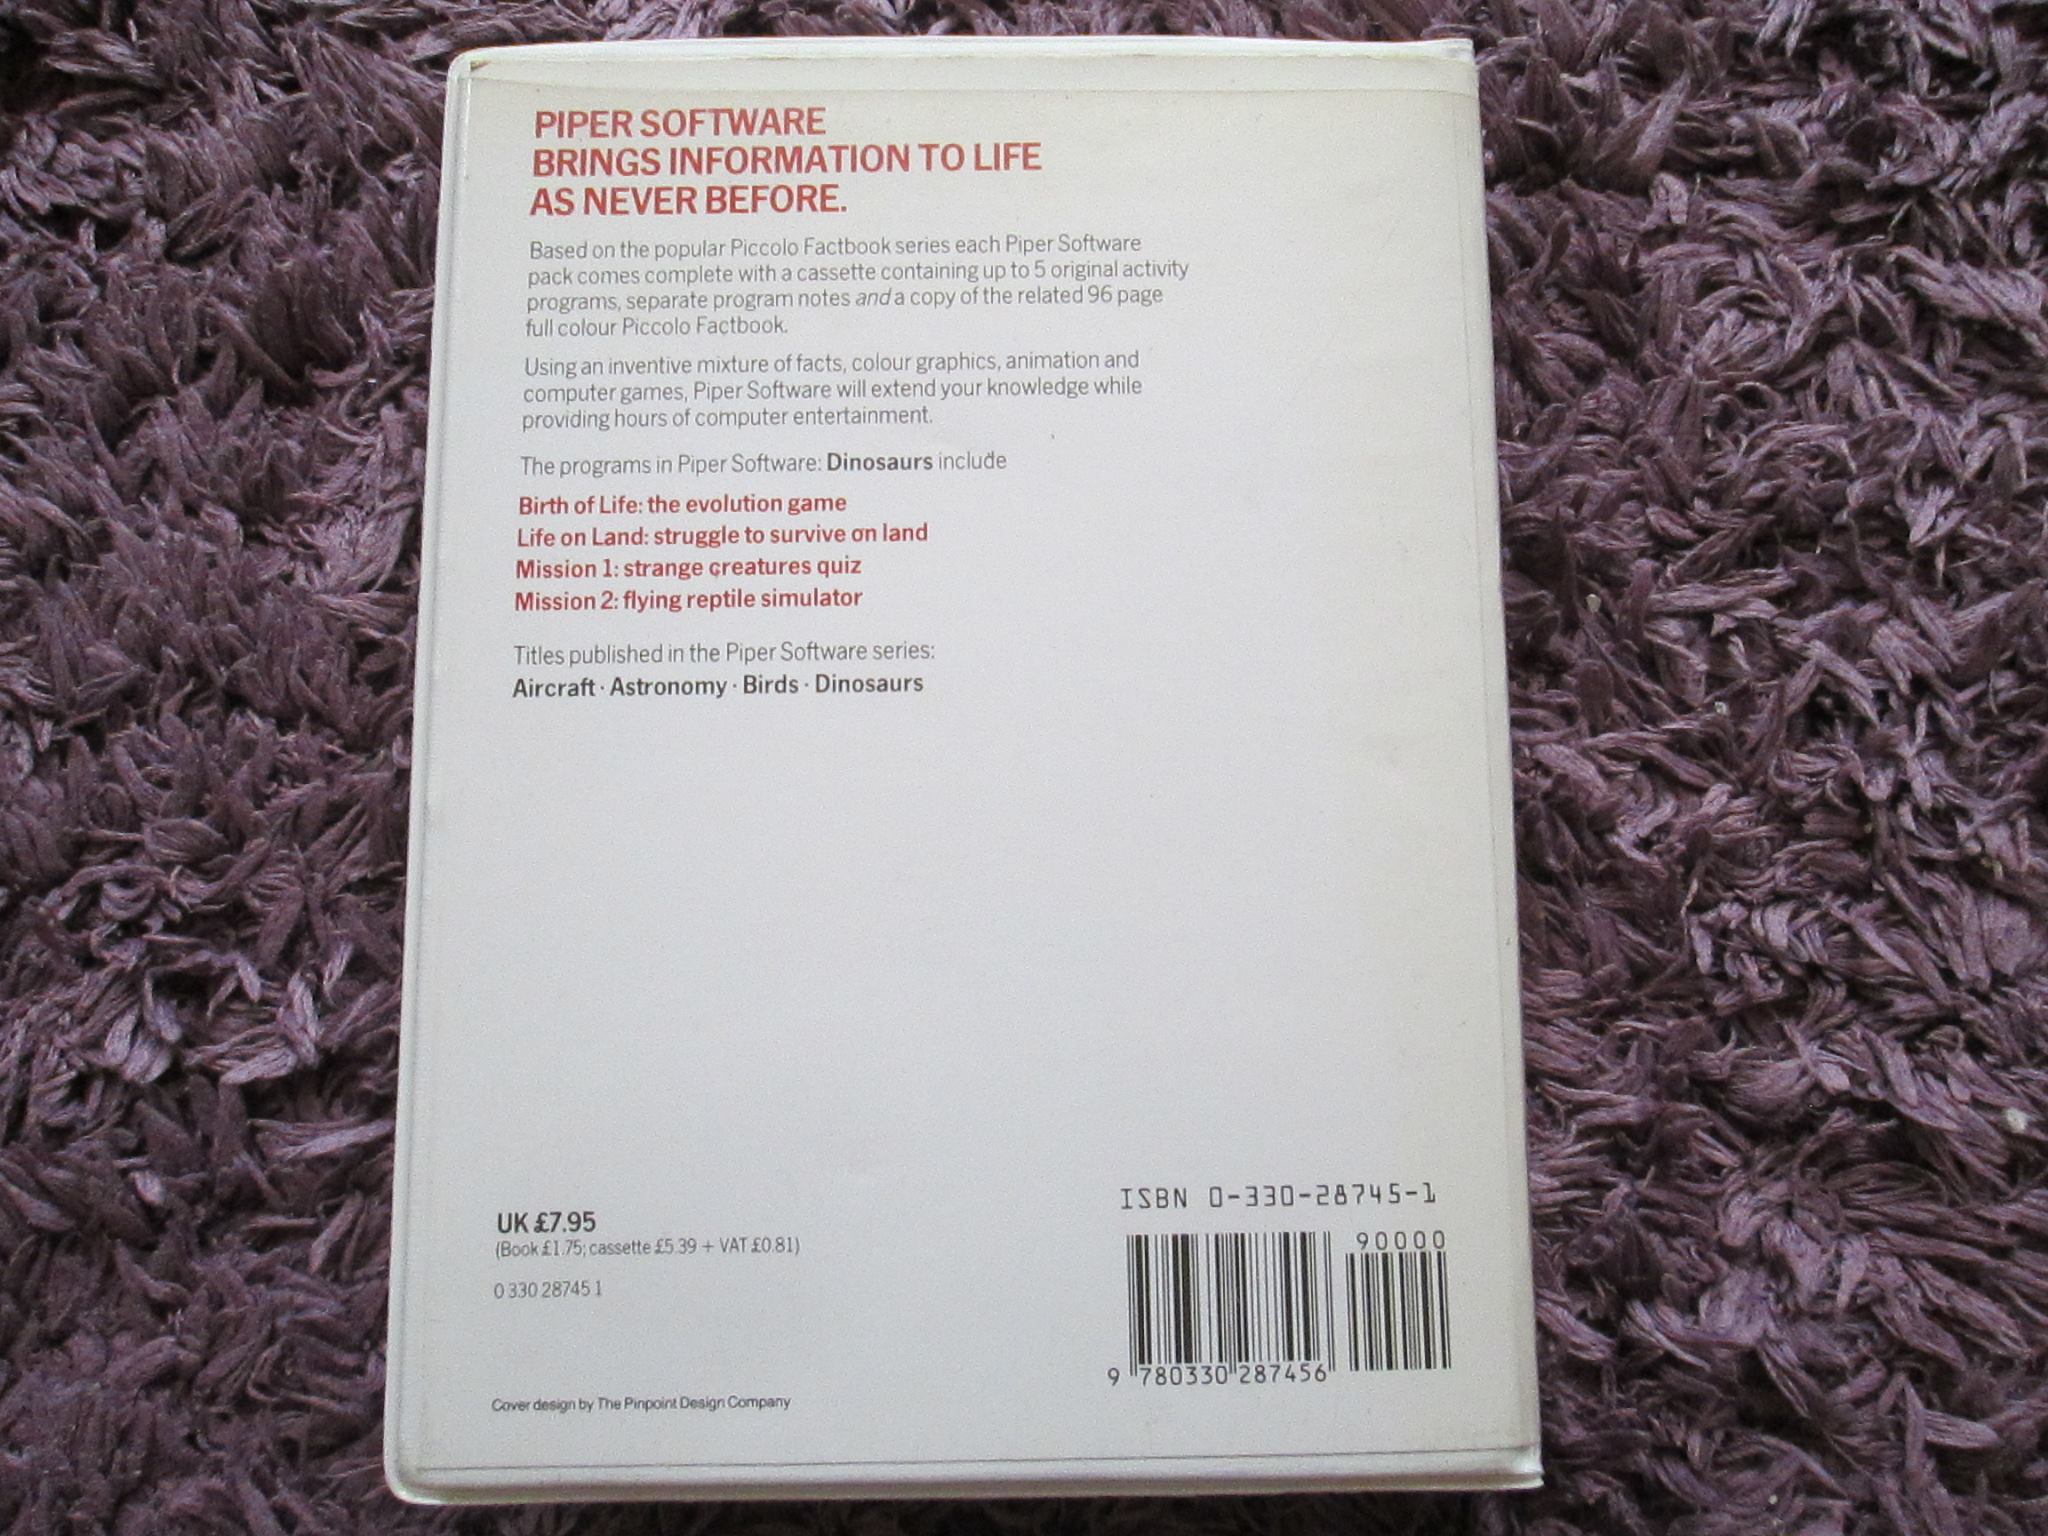 PIPER SOFTWARE
BRINGS INFORMATION TO LIFE
AS NEVER BEFORE.
Based on the popular Piccolo Factbook series each Piper Software
pack comes complete with a cassette containing up to 5 original activity
programs, separate program notes and a copy of the related 96 page
full colour Piccolo Factbook.
Using an inventive mixture of facts, colour graphics, animation and
computer games, Piper Software will extend your knowledge while
providing hours of computer entertainment.
The programs in Piper Software: Dinosaurs include
Birth of Life: the evolution game
Life on Land: struggle to survive on land
Mission 1: strange creatures quiz
Mission 2: flying reptile simulator
Titles published in the Piper Software series:
Aircraft · Astronomy · Birds · Dinosaurs
UK £7.95
(Book £1.75; cassette £5.39 + VAT £0.81)
0 330 28745 1
Cover design by The Pinpoint Design Company
ISBN 0-330-28745-1
90000
9 780330 287456